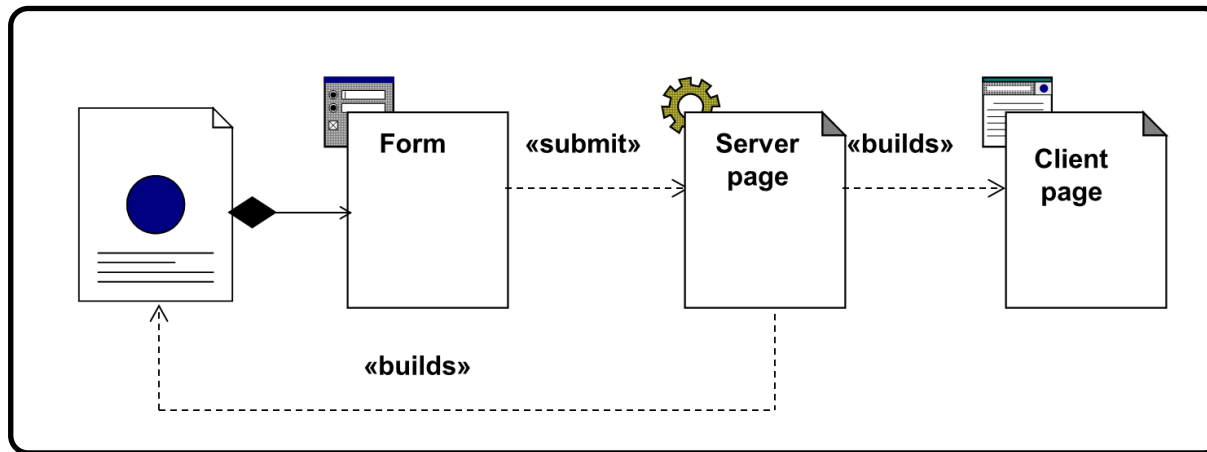 Form
«submit»
Server
page
«builds»
Client
page
«builds»